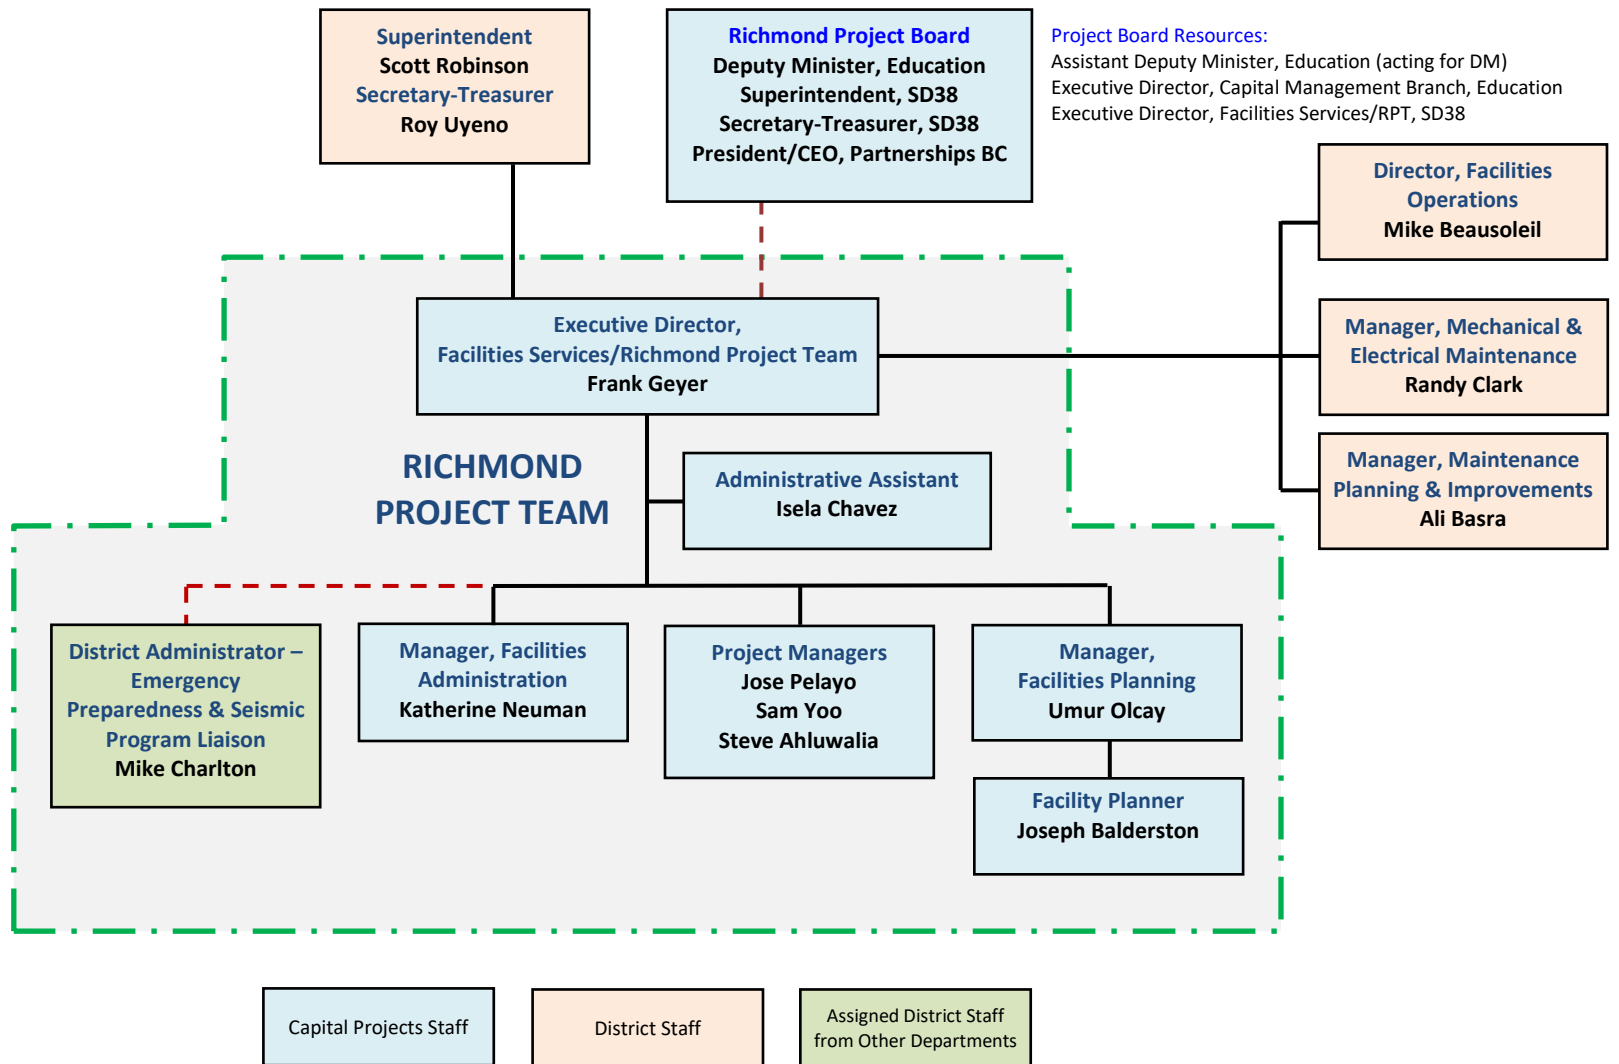 Superintendent
Scott Robinson
Secretary-Treasurer
Roy Uyeno
Richmond Project Board
Deputy Minister, Education
Superintendent, SD38
Secretary-Treasurer, SD38
President/CEO, Partnerships BC
Project Board Resources:
Assistant Deputy Minister, Education (acting for DM)
Executive Director, Capital Management Branch, Education
Executive Director, Facilities Services/RPT, SD38
Director, Facilities
Operations
Mike Beausoleil
Executive Director,
Facilities Services/Richmond Project Team
Frank Geyer
Manager, Mechanical &
Electrical Maintenance
Randy Clark
RICHMOND
PROJECT TEAM
Administrative Assistant
Isela Chavez
Manager, Maintenance
Planning & Improvements
Ali Basra
District Administrator –
Emergency
Preparedness & Seismic
Program Liaison
Mike Charlton
Manager, Facilities
Administration
Katherine Neuman
Project Managers
Jose Pelayo
Sam Yoo
Steve Ahluwalia
Manager,
Facilities Planning
Umur Olcay
Facility Planner
Joseph Balderston
Capital Projects Staff
District Staff
Assigned District Staff
from Other Departments